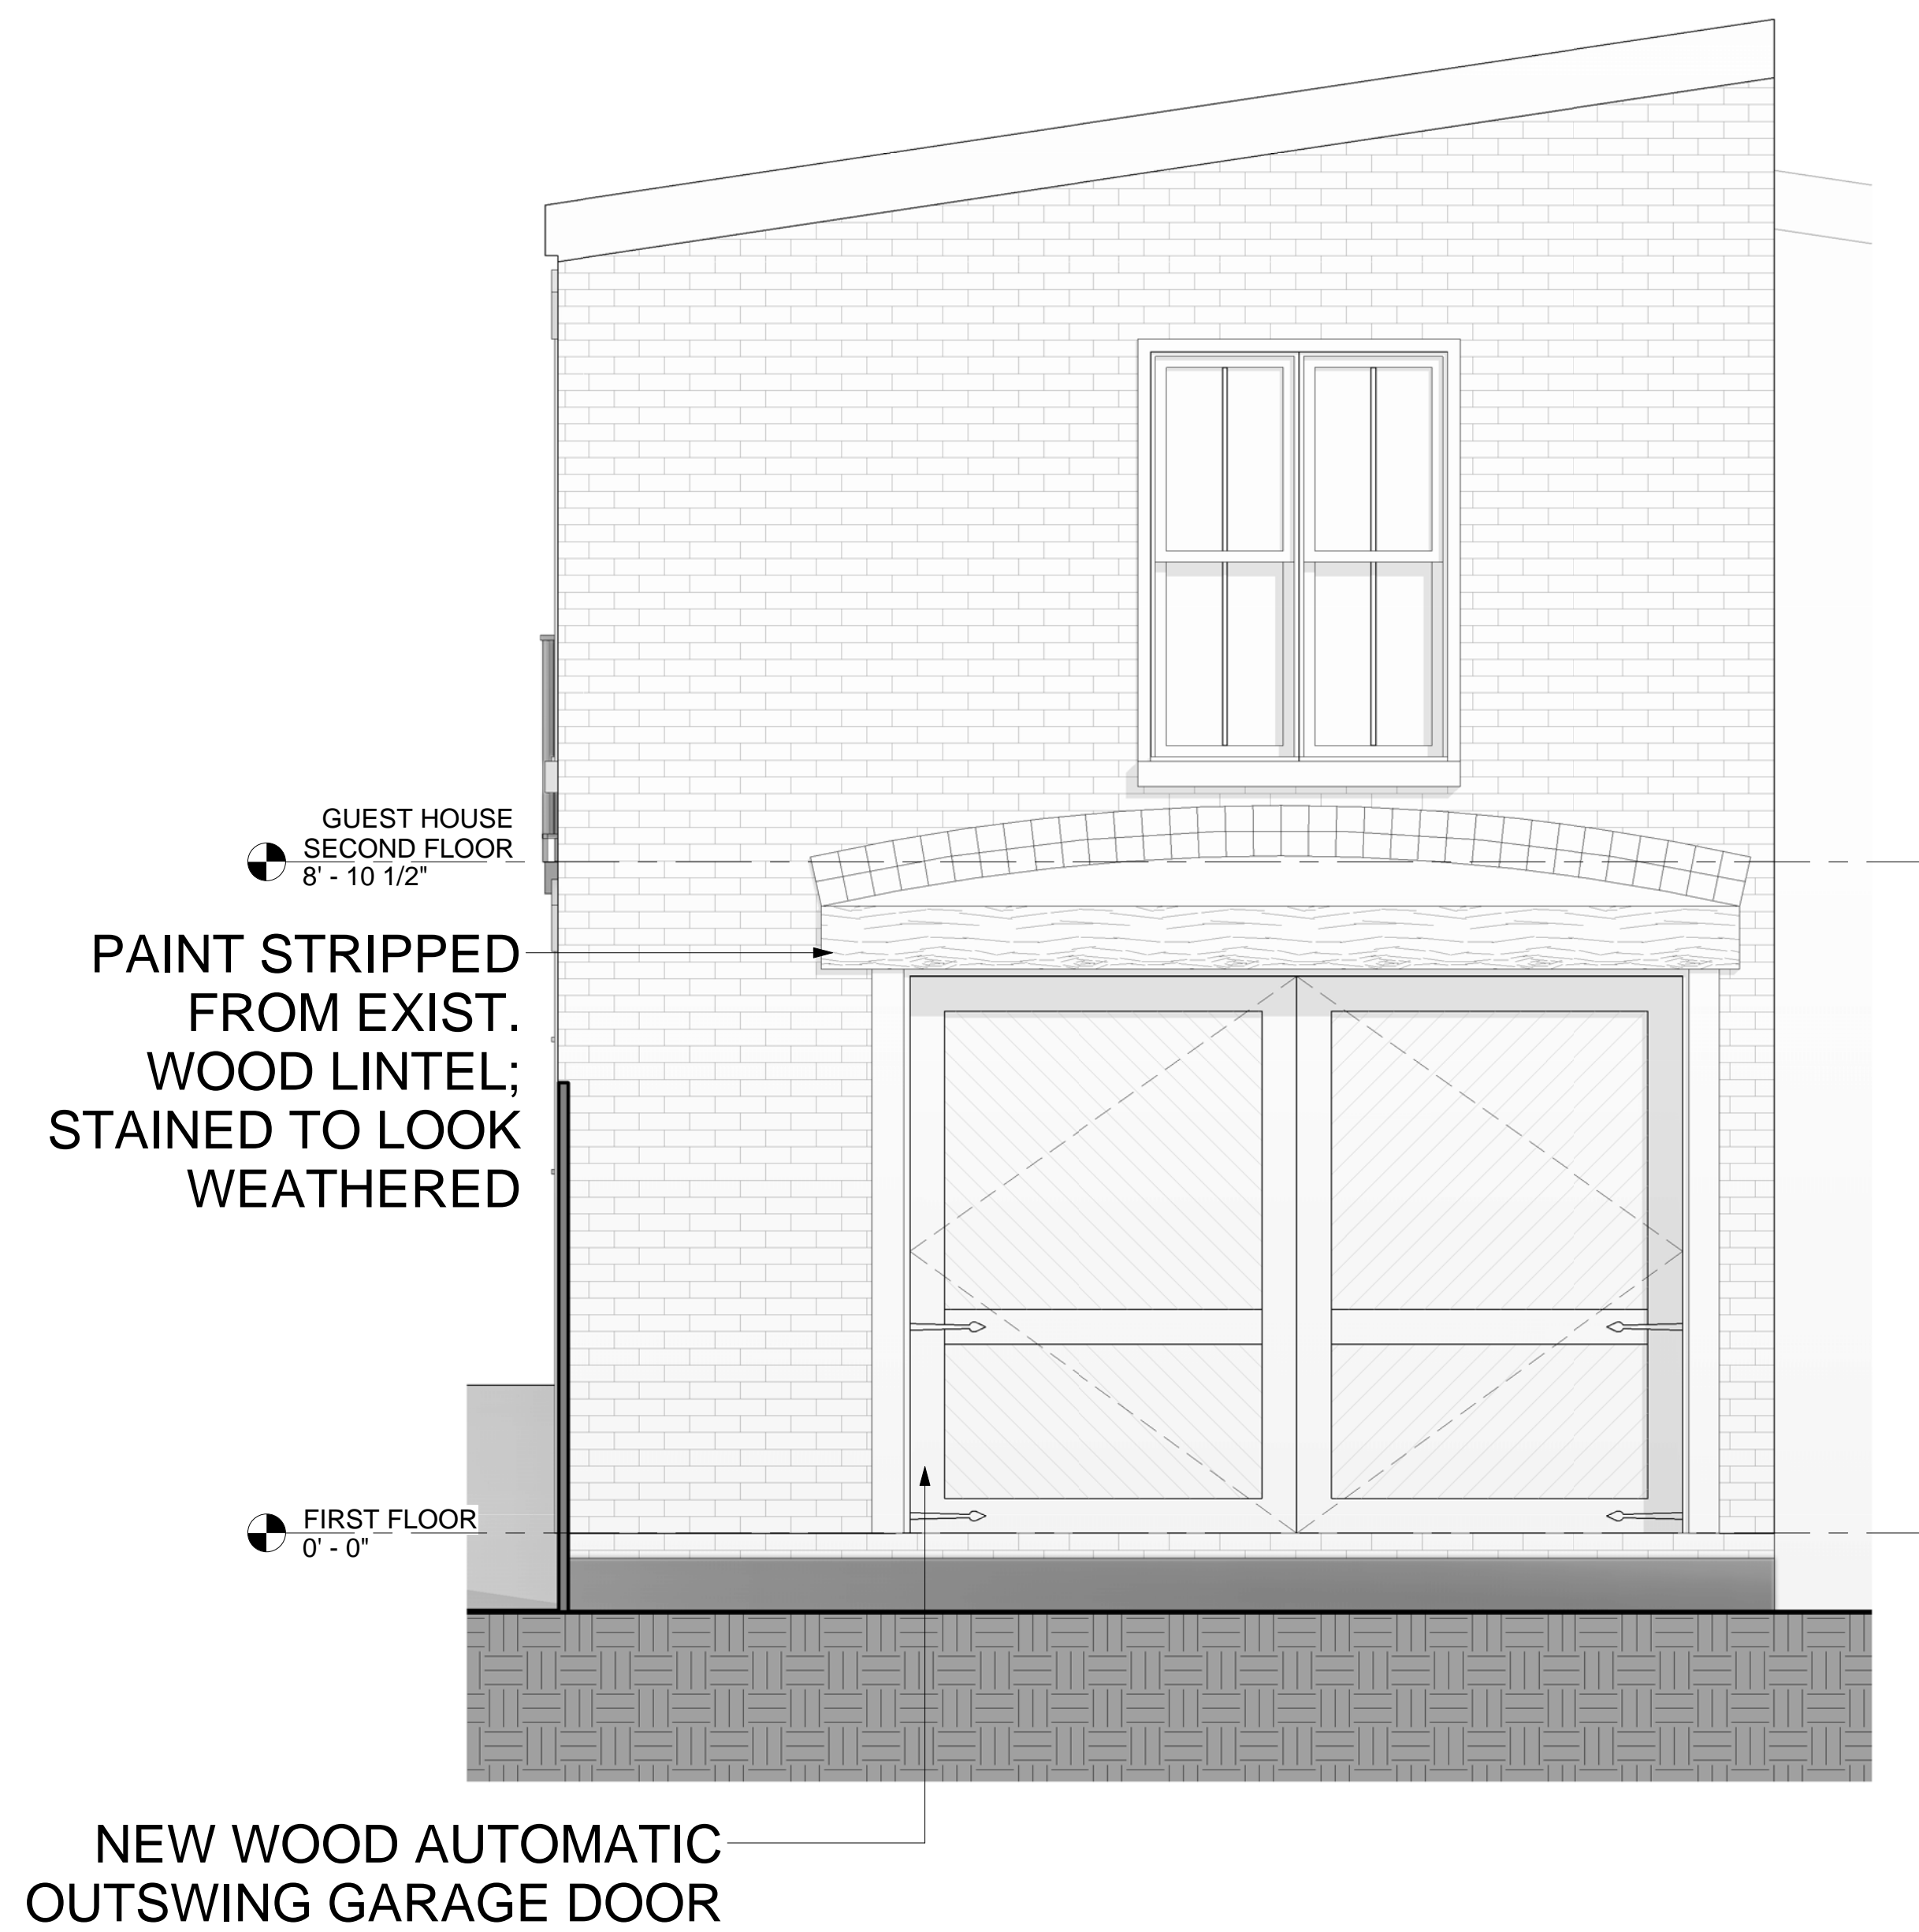 GUEST HOUSE
SECOND FLOOR
8' - 10 1/2"
PAINT STRIPPED
FROM EXIST.
WOOD LINTEL;
STAINED TO LOOK
WEATHERED
FIRST FLOOR
0' - 0"
NEW WOOD AUTOMATIC
OUTSWING GARAGE DOOR